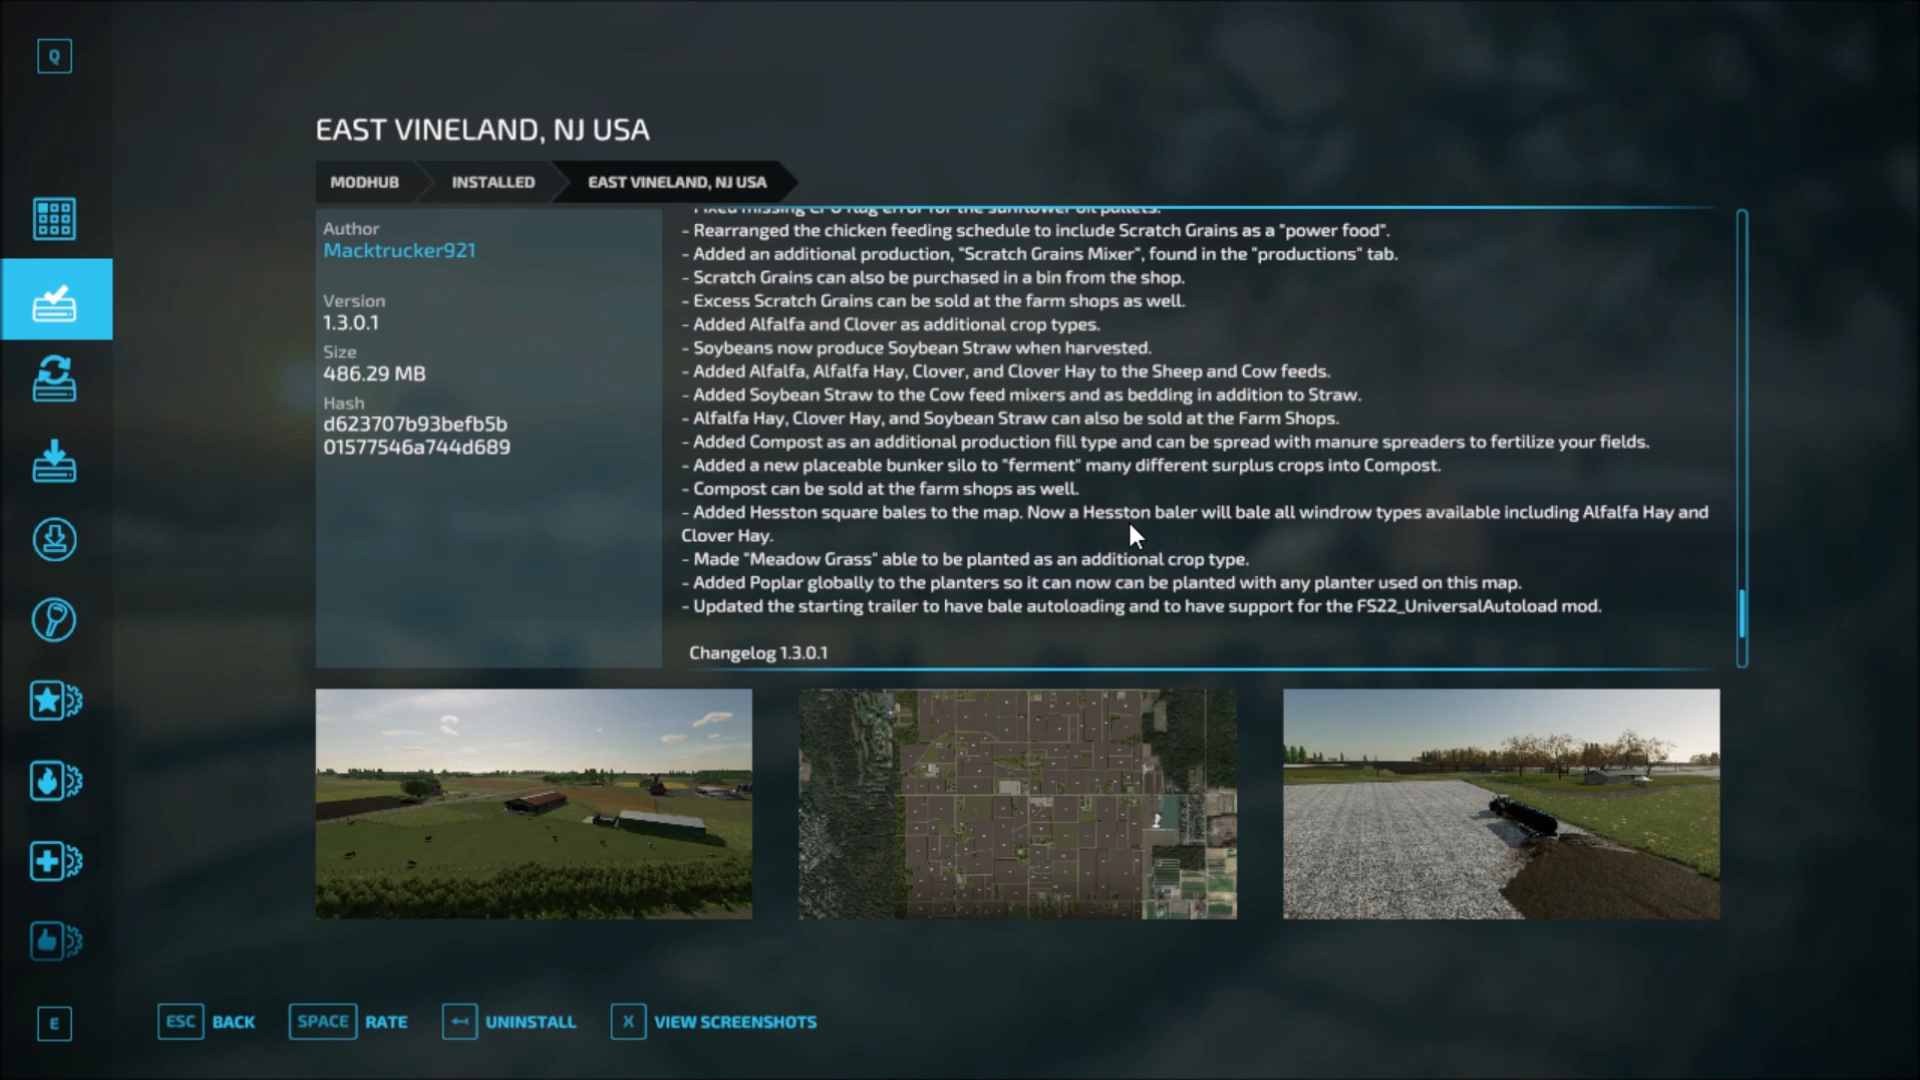 Q
EAST VINELAND, NJ USA
MODHUB
INSTALLED
EAST VINELAND, NJ USA
Author
Macktrucker921
Version
1.3.0.1
Size
486.29 MB
Hash
d623707b93befb5b
01577546a744d689
- Fixed missing CPU flag error for the sunflower oil pallets.
- Rearranged the chicken feeding schedule to include Scratch Grains as a "power food".
- Added an additional production, "Scratch Grains Mixer", found in the "productions" tab.
- Scratch Grains can also be purchased in a bin from the shop.
- Excess Scratch Grains can be sold at the farm shops as well.
- Added Alfalfa and Clover as additional crop types.
- Soybeans now produce Soybean Straw when harvested.
- Added Alfalfa, Alfalfa Hay, Clover, and Clover Hay to the Sheep and Cow feeds.
- Added Soybean Straw to the Cow feed mixers and as bedding in addition to Straw.
- Alfalfa Hay, Clover Hay, and Soybean Straw can also be sold at the Farm Shops.
- Added Compost as an additional production fill type and can be spread with manure spreaders to fertilize your fields.
- Added a new placeable bunker silo to "ferment" many different surplus crops into Compost.
- Compost can be sold at the farm shops as well.
- Added Hesston square bales to the map. Now a Hesston baler will bale all windrow types available including Alfalfa Hay and
Clover Hay.
- Made "Meadow Grass" able to be planted as an additional crop type.
- Added Poplar globally to the planters so it can now can be planted with any planter used on this map.
- Updated the starting trailer to have bale autoloading and to have support for the FS22_UniversalAutoload mod.
Changelog 1.3.0.1
E
ESC BACK
SPACE RATE
UNINSTALL
X VIEW SCREENSHOTS